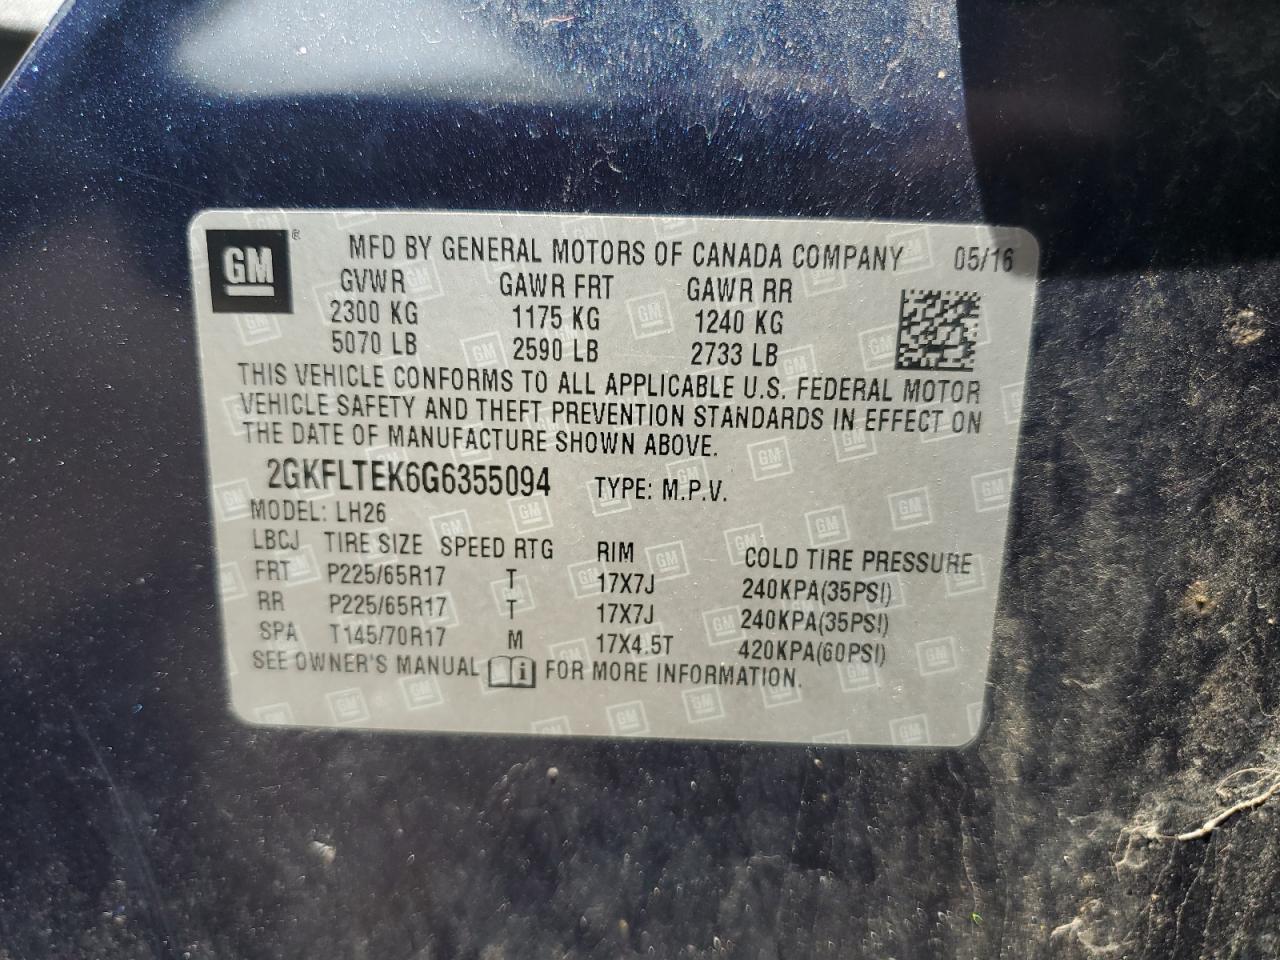 GM ® MFD BY GENERAL MOTORS OF CANADA COMPANY 05/16
GVWR GAWR FRT GAWR RR
2300 KG 1175 KG 1240 KG
5070 LB 2590 LB 2733 LB
THIS VEHICLE CONFORMS TO ALL APPLICABLE U.S. FEDERAL MOTOR
VEHICLE SAFETY AND THEFT PREVENTION STANDARDS IN EFFECT ON
THE DATE OF MANUFACTURE SHOWN ABOVE.
2GKFLTEK6G6355094 TYPE: M.P.V.
MODEL: LH26
LBCJ TIRE SIZE SPEED RTG RIM COLD TIRE PRESSURE
FRT P225/65R17 T 17X7J 240KPA(35PSI)
RR P225/65R17 T 17X7J 240KPA(35PSI)
SPA T145/70R17 M 17X4.5T 420KPA(60PSI)
SEE OWNER'S MANUAL i FOR MORE INFORMATION.